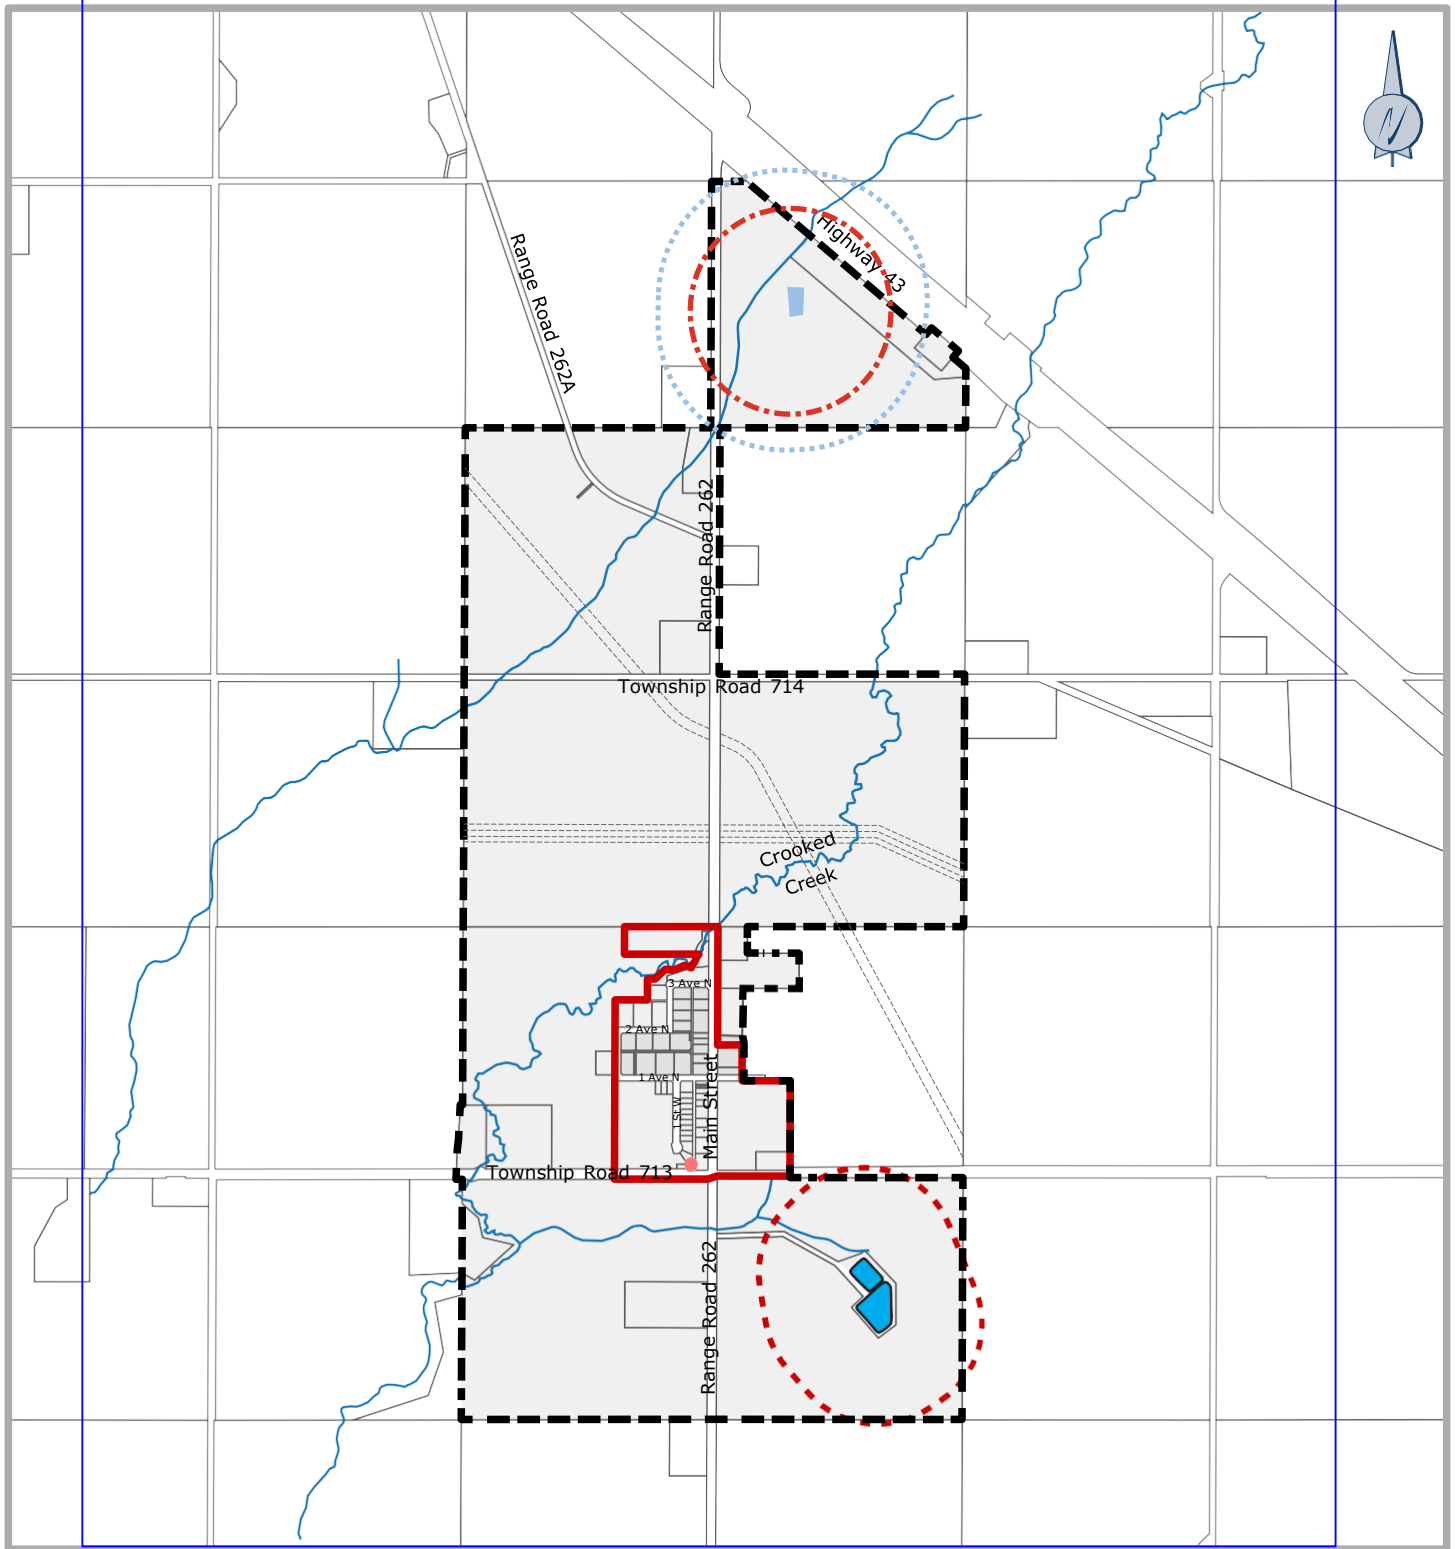 N
Highway 43
Range Road 262A
Range Road 262
Township Road 714
Crooked
Creek
3 Ave N
2 Ave N
1 Ave N
1 St W
Main Street
Township Road 713
Range Road 262